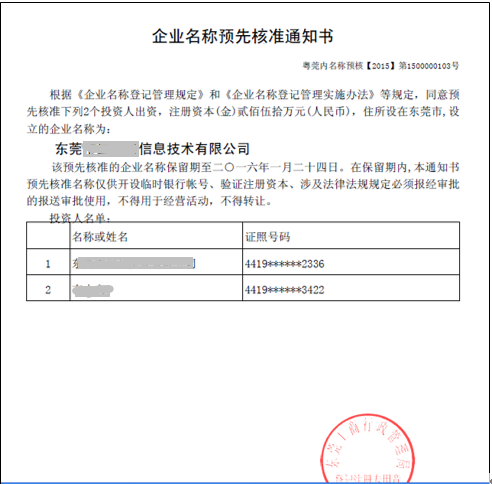 企业名称预先核准通知书
粤莞内名称预核【2015】第1500000103号
根据《企业名称登记管理规定》和《企业名称登记管理实施办法》等规定，同意预
先核准下列2个投资人出资，注册资本(金)贰佰伍拾万元(人民币)，住所设在东莞市,设
立的企业名称为：
东莞 信息技术有限公司
该预先核准的企业名称保留期至二〇一六年一月二十四日。在保留期内,本通知书
预先核准名称仅供开设临时银行帐号、验证注册资本、涉及法律法规规定必须报经审批
的报送审批使用，不得用于经营活动，不得转让。
投资人名单：
名称或姓名 证照号码
1 4419******2336
2 4419******3422
东莞工商行政管理局